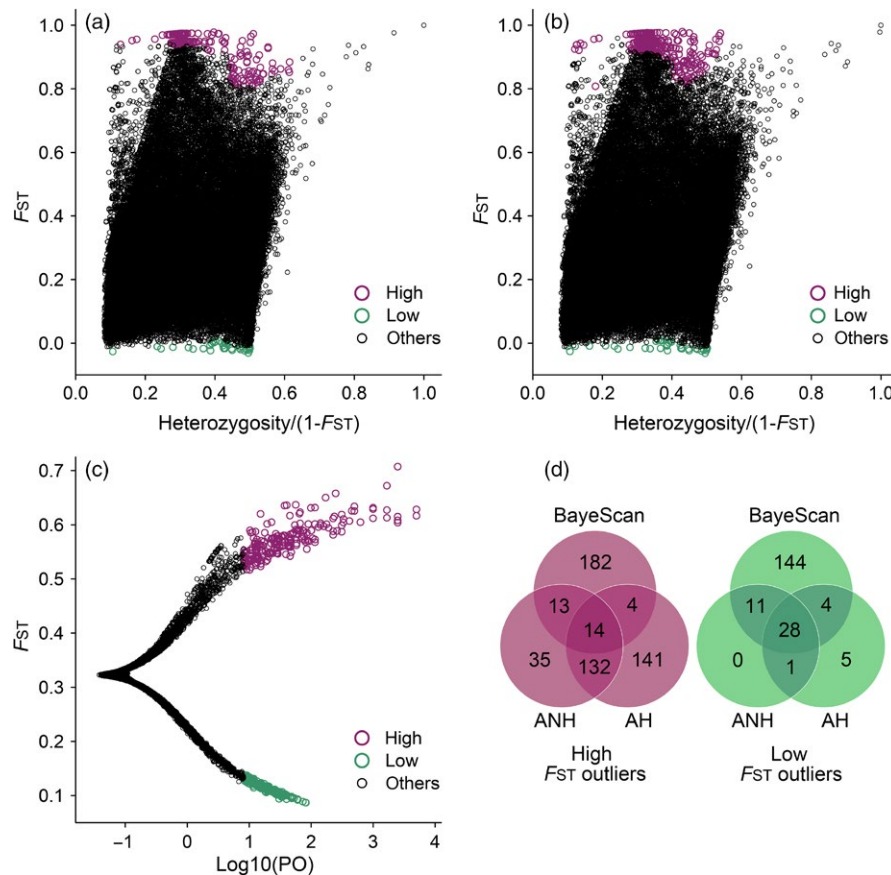 (a)
1.0
0.8
0.6
0.4
0.2
0.0
FST
High
Low
Others
0.0 0.2 0.4 0.6 0.8 1.0
Heterozygosity/(1-FST)
(b)
1.0
0.8
0.6
0.4
0.2
0.0
FST
High
Low
Others
0.0 0.2 0.4 0.6 0.8 1.0
Heterozygosity/(1-FST)
(c)
0.7
0.6
0.5
0.4
0.3
0.2
0.1
FST
High
Low
Others
−1 0 1 2 3 4
Log10(PO)
(d)
BayeScan
182
13 4
14
35 132 141
ANH AH
High
FST outliers
BayeScan
144
11 4
28
0 1 5
ANH AH
Low
FST outliers